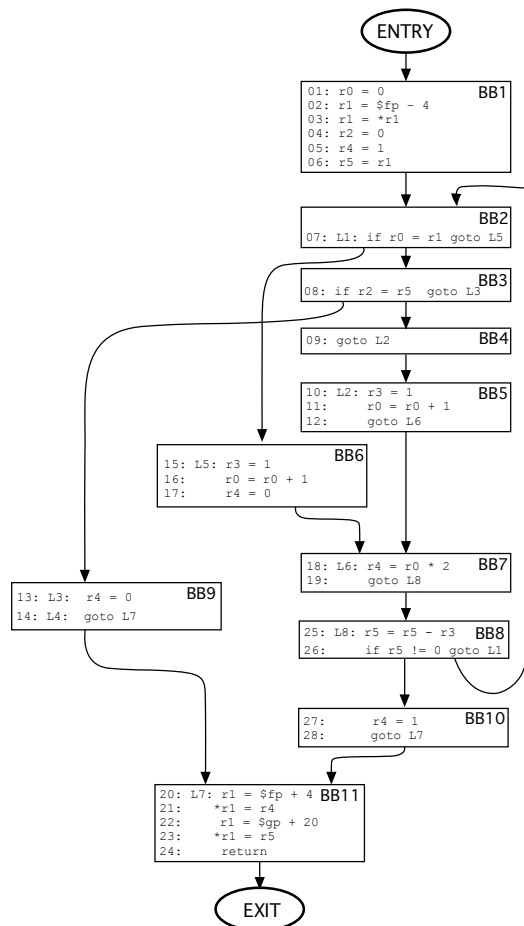 ENTRY
BB1
01: r0 = 0
02: r1 = $fp - 4
03: r1 = *r1
04: r2 = 0
05: r4 = 1
06: r5 = r1
BB2
07: L1: if r0 = r1 goto L5
BB3
08: if r2 = r5 goto L3
BB4
09: goto L2
BB5
10: L2: r3 = 1
11: r0 = r0 + 1
12: goto L6
BB6
15: L5: r3 = 1
16: r0 = r0 + 1
17: r4 = 0
BB7
18: L6: r4 = r0 * 2
19: goto L8
BB9
13: L3: r4 = 0
14: L4: goto L7
BB8
25: L8: r5 = r5 - r3
26: if r5 != 0 goto L1
BB10
27: r4 = 1
28: goto L7
BB11
20: L7: r1 = $fp + 4
21: *r1 = r4
22: r1 = $gp + 20
23: *r1 = r5
24: return
EXIT